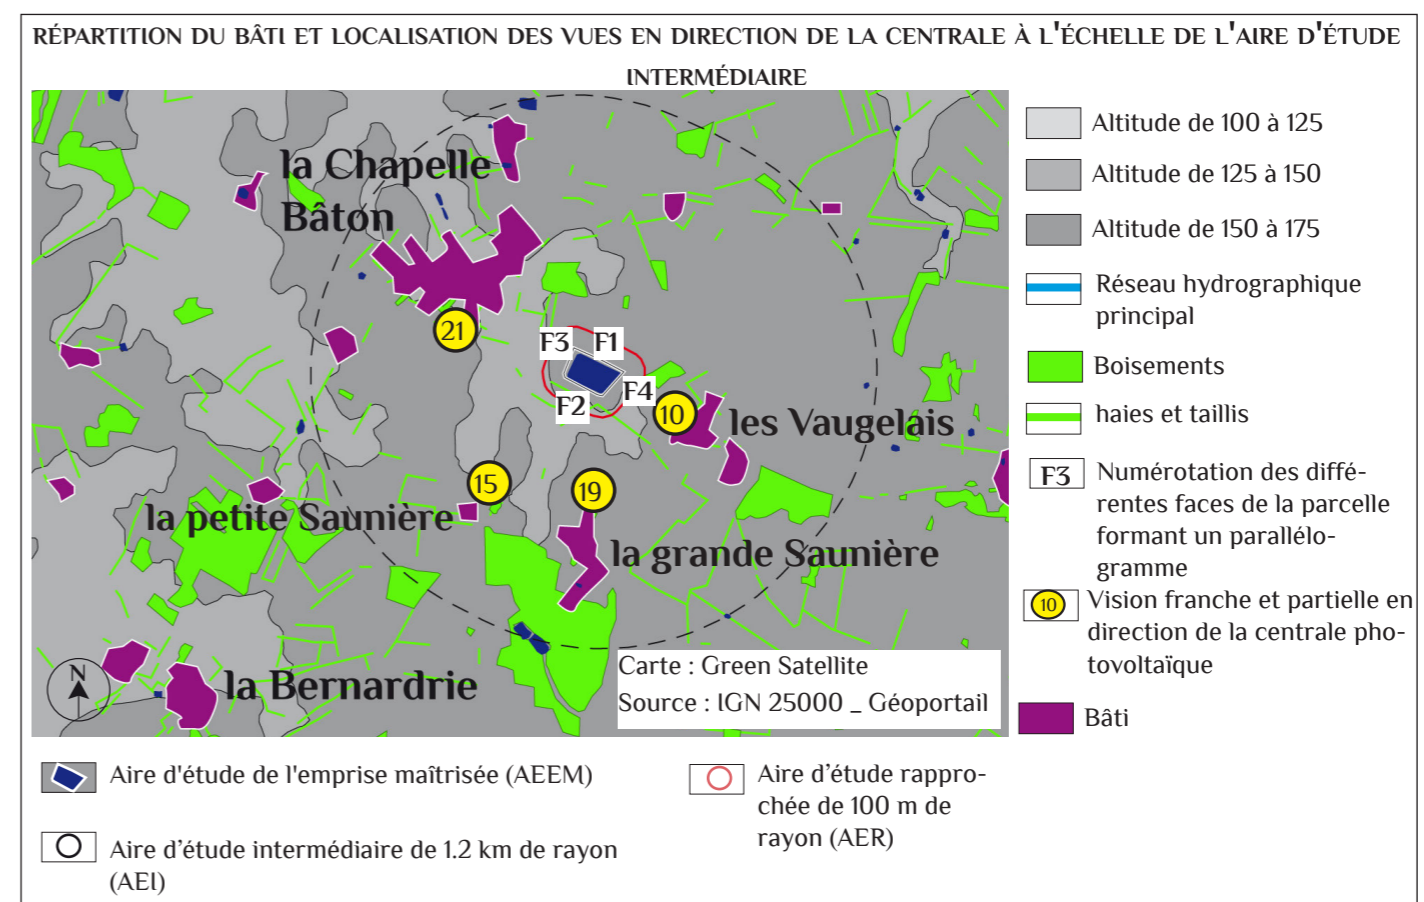 RÉPARTITION DU BÂTI ET LOCALISATION DES VUES EN DIRECTION DE LA CENTRALE À L'ÉCHELLE DE L'AIRE D'ÉTUDE
INTERMÉDIAIRE
la Chapelle
Bâton
21
F3
F1
F4
F2
10
les Vaugelais
15
19
la petite Saunière
la grande Saunière
la Bernardrie
N
Carte : Green Satellite
Source : IGN 25000 _ Géoportail
Altitude de 100 à 125
Altitude de 125 à 150
Altitude de 150 à 175
Réseau hydrographique
principal
Boisements
haies et taillis
F3
Numérotation des diffé-
rentes faces de la parcelle
formant un parallélo-
gramme
10
Vision franche et partielle en
direction de la centrale pho-
tovoltaïque
Bâti
Aire d'étude de l'emprise maîtrisée (AEEM)
Aire d'étude intermédiaire de 1.2 km de rayon
(AEI)
Aire d'étude rappro-
chée de 100 m de
rayon (AER)